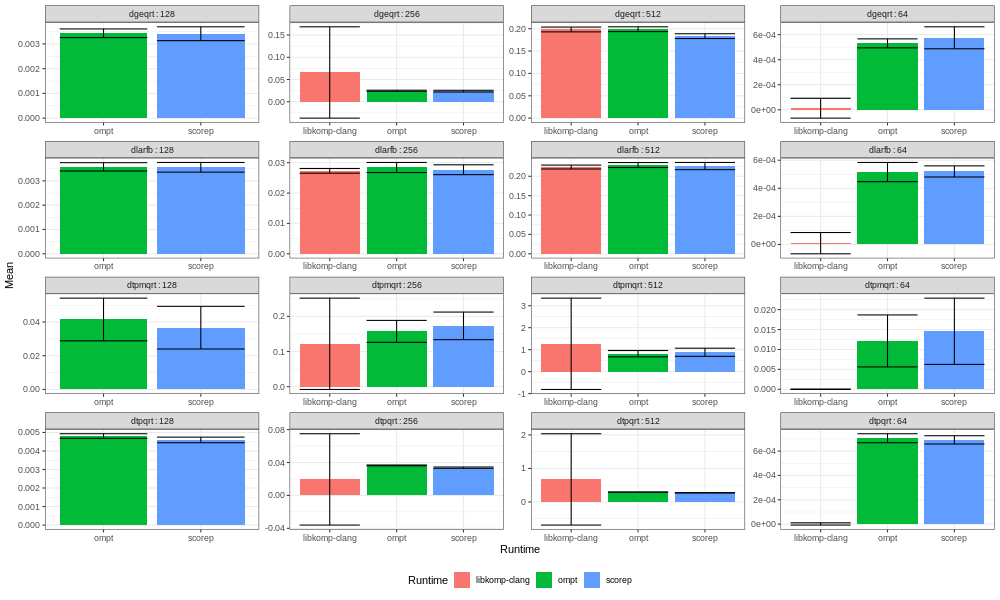 dgeqrt : 128
dgeqrt : 256
dgeqrt : 512
dgeqrt : 64
0.003
0.002
0.001
0.000
ompt scorep
0.15
0.10
0.05
0.00
libkomp-clang ompt scorep
0.20
0.15
0.10
0.05
0.00
libkomp-clang ompt scorep
6e-04
4e-04
2e-04
0e+00
libkomp-clang ompt scorep
dlarfb : 128
dlarfb : 256
dlarfb : 512
dlarfb : 64
0.003
0.002
0.001
0.000
ompt scorep
0.03
0.02
0.01
0.00
libkomp-clang ompt scorep
0.20
0.15
0.10
0.05
0.00
libkomp-clang ompt scorep
6e-04
4e-04
2e-04
0e+00
libkomp-clang ompt scorep
Mean
dtpmqrt : 128
dtpmqrt : 256
dtpmqrt : 512
dtpmqrt : 64
0.04
0.02
0.00
ompt scorep
0.2
0.1
0.0
libkomp-clang ompt scorep
3
2
1
0
-1
libkomp-clang ompt scorep
0.020
0.015
0.010
0.005
0.000
libkomp-clang ompt scorep
dtpqrt : 128
dtpqrt : 256
dtpqrt : 512
dtpqrt : 64
0.005
0.004
0.003
0.002
0.001
0.000
ompt scorep
0.08
0.04
0.00
-0.04
libkomp-clang ompt scorep
2
1
0
libkomp-clang ompt scorep
6e-04
4e-04
2e-04
0e+00
libkomp-clang ompt scorep
Runtime
Runtime libkomp-clang ompt scorep